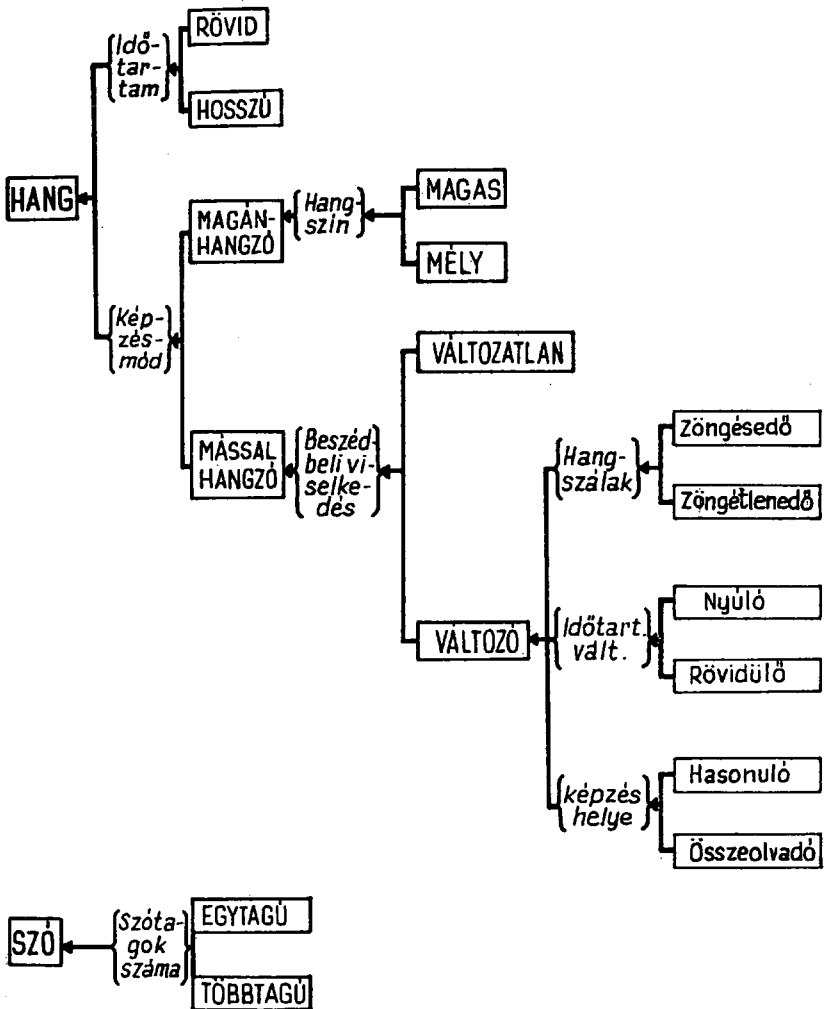 RÖVID
{Idő-
tar-
tam}
HOSSZÚ
HANG
MAGÁN-
HANGZÓ
{Hang-
szín}
MAGAS
MÉLY
{Kép-
zés-
mód}
VÁLTOZATLAN
MÁSSAL
HANGZÓ
{Beszéd-
beli vi-
selke-
dés}
Zöngésedő
{Hang-
szálak}
Zöngétlenedő
VÁLTOZÓ
{Időtart.
vált.}
Nyúló
Rövidülő
{képzés
helye}
Hasonuló
Összeolvadó
SZÓ
{Szóta-
gok
száma}
EGYTAGÚ
TÖBBTAGÚ